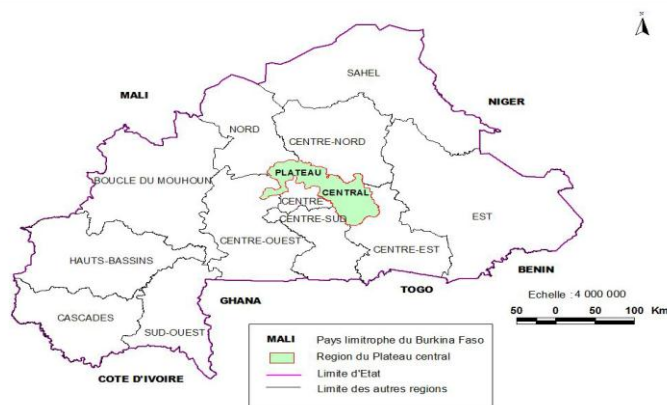 N
SAHEL
MALI
NIGER
NORD
CENTRE-NORD
PLATEAU
BOUCLE DU MOUHOUN
CENTRAL
CENTRE
EST
CENTRE-SUD
CENTRE-OUEST
CENTRE-EST
HAUTS-BASSINS
BENIN
TOGO
GHANA
Echelle : 4 000 000
50 0 50 100 Km
CASCADES
SUD-OUEST
COTE D'IVOIRE
MALI Pays limitrophe du Burkina Faso
Region du Plateau central
Limite d'Etat
Limite des autres regions